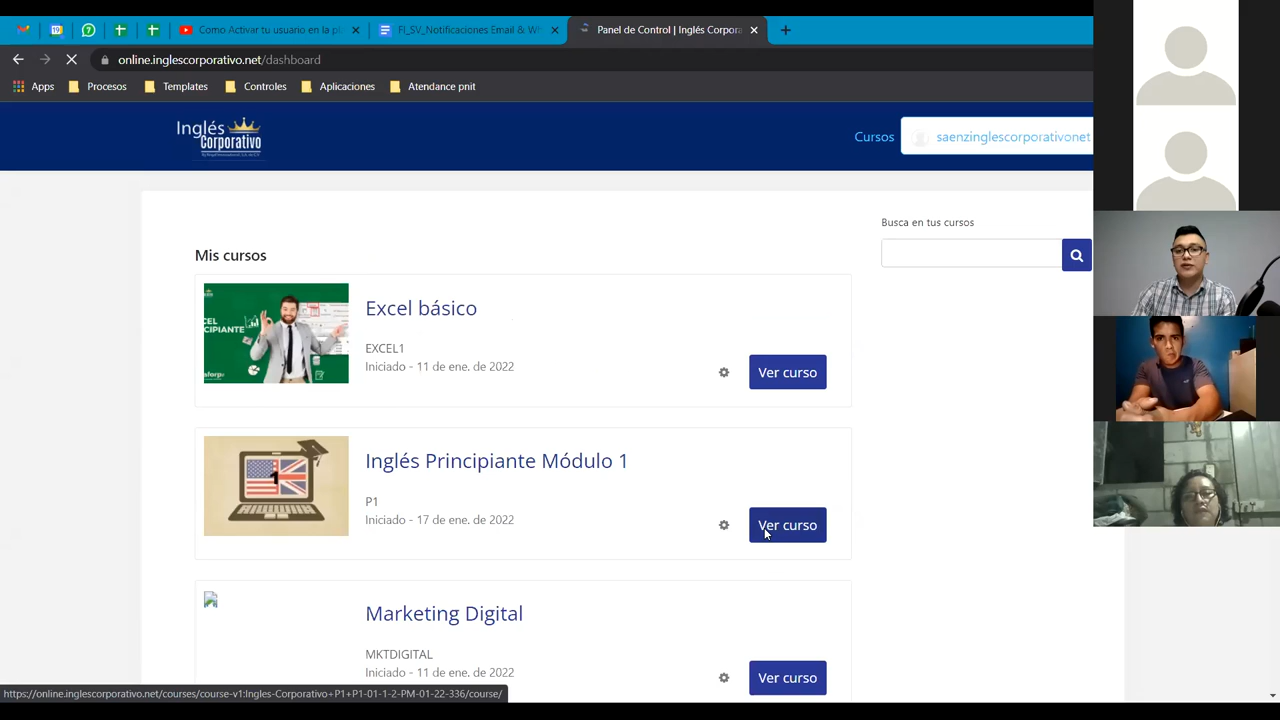 Como Activar tu usuario en la pl
FI_SV_Notificaciones Email & Wh
Panel de Control | Inglés Corpora
online.inglescorporativo.net/dashboard
Apps
Procesos
Templates
Controles
Aplicaciones
Atendance pnit
Inglés
Corporativo
Cursos
saenzinglescorporativonet
Busca en tus cursos
Mis cursos
Excel básico
EXCEL1
Iniciado - 11 de ene. de 2022
Ver curso
Inglés Principiante Módulo 1
P1
Iniciado - 17 de ene. de 2022
Ver curso
Marketing Digital
MKTDIGITAL
Iniciado - 11 de ene. de 2022
Ver curso
https://online.inglescorporativo.net/courses/course-v1:Ingles-Corporativo+P1+P1-01-1-2-PM-01-22-336/course/